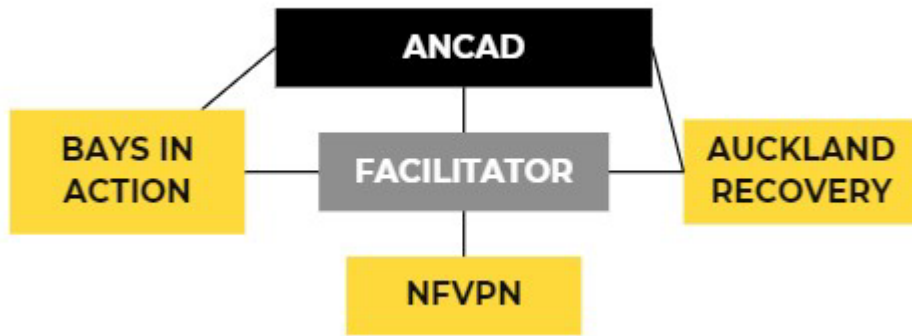 ANCAD
BAYS IN
ACTION
FACILITATOR
AUCKLAND
RECOVERY
NFVPN